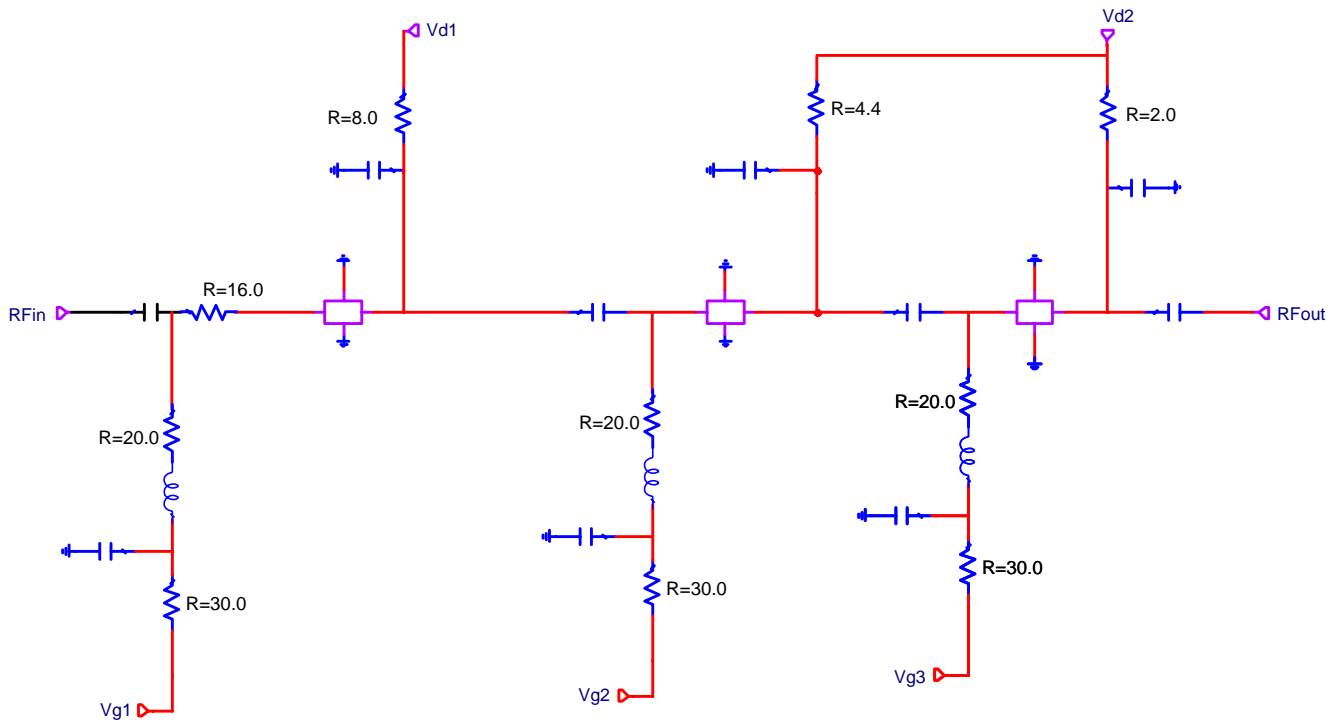 Vd1
Vd2
R=8.0
R=4.4
R=2.0
R=16.0
RFin
RFout
R=20.0
R=20.0
R=20.0
R=30.0
R=30.0
R=30.0
Vg1
Vg2
Vg3